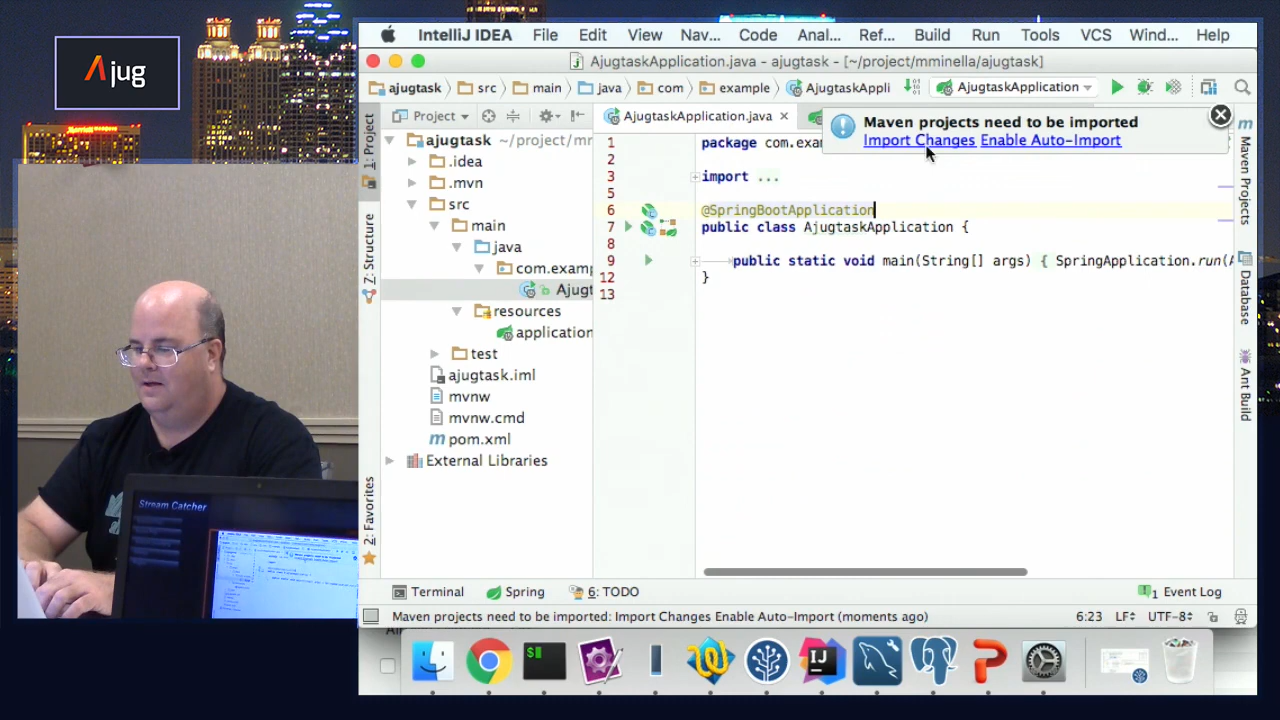 Ajug
Marriott
Stream Catcher
IntelliJ IDEA File Edit View Nav... Code Anal... Ref... Build Run Tools VCS Wind... Help
AjugtaskApplication.java - ajugtask - [~/project/mminella/ajugtask]
ajugtask src main java com example AjugtaskAppli AjugtaskApplication
1: Project
Project
AjugtaskApplication.java
Maven projects need to be imported
Import Changes Enable Auto-Import
ajugtask ~/project/mr
.idea
.mvn
src
main
java
com.examp
Ajugt
resources
application
test
ajugtask.iml
mvnw
mvnw.cmd
pom.xml
External Libraries
7: Structure
2: Favorites
1 package com.exa
2
3 import ...
5
6 @SpringBootApplication
7 public class AjugtaskApplication {
8
9 public static void main(String[] args) { SpringApplication.run(A
12 }
13
Maven Projects
Database
Ant Build
Terminal Spring 6: TODO 1 Event Log
Maven projects need to be imported: Import Changes Enable Auto-Import (moments ago) 6:23 LF UTF-8
$
IJ